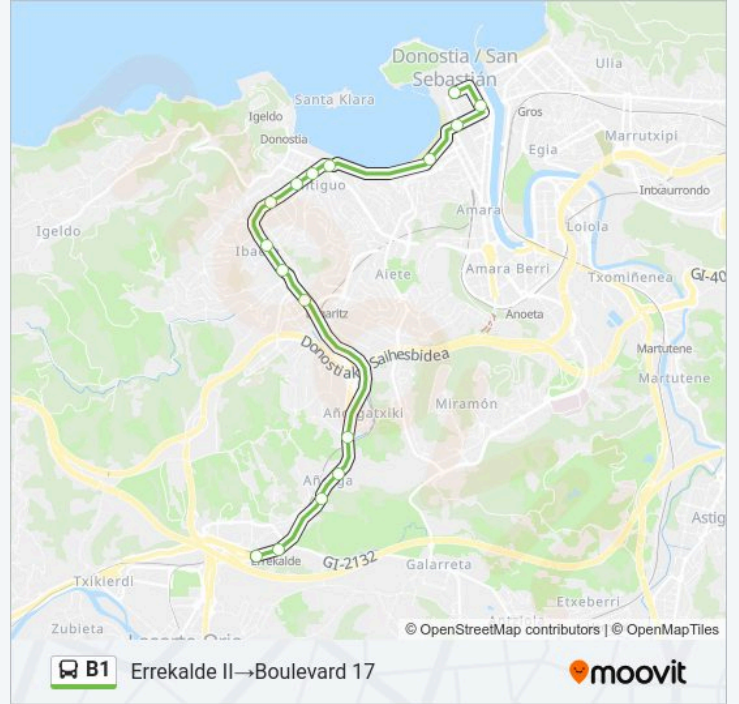 Donostia / San
Sebastián
Ulia
Santa Klara
Igeldo
Gros
Donostia
Egia
Marrutxipi
Antiguo
Intxaurrondo
Amara
Loiola
Igeldo
Aiete
Amara Berri
Txomiñenea
GI-40
Anoeta
Martutene
Donostiak
Saihesbidea
Martutene
Añorgatxiki
Miramón
Añorga
Astig
Errekalde
GI-2132
Galarreta
Txikierdi
Etxeberri
Zubieta
© OpenStreetMap contributors | © OpenMapTiles
B1 Errekalde II→Boulevard 17
moovit